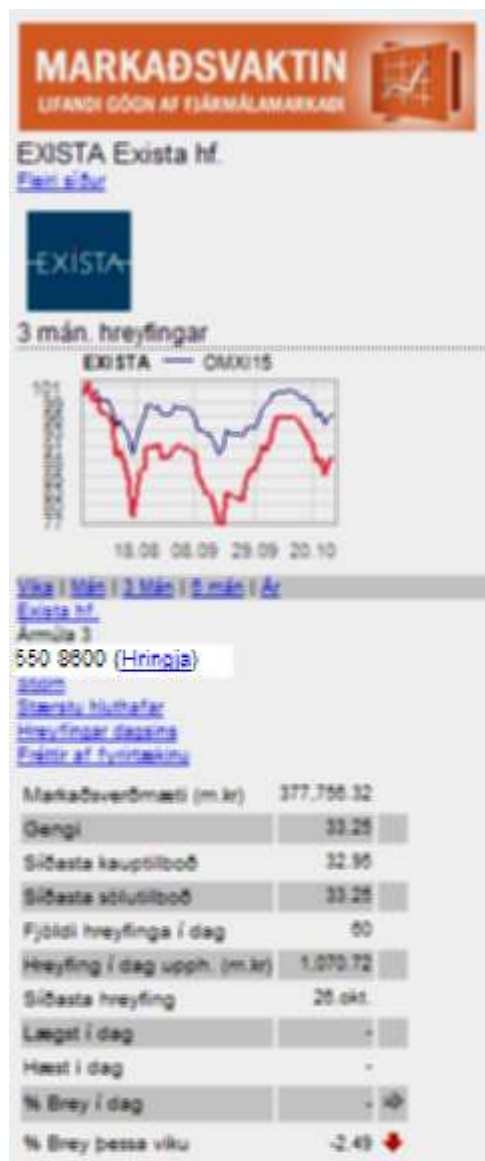 MARKAÐSVAKTIN
LIFANDI GÖGN AF FJÁRMÁLAMARKAÐI
EXISTA Exista hf.
Fleiri síður
EXISTA
3 mán. hreyfingar
EXISTA OMXI15
18.08 08.09 29.09 20.10
Vika | Mán | 3 Mán | 6 mán | Ár
Exista hf.
Ármúla 3
550 8600 (Hringja)
Stærstu hluthafar
Hreyfingar dagsins
Fréttir af fyrirtækinu
Markaðsverðmæti (m.kr) 377,756.32
Gengi 33.25
Síðasta kauptilboð 32.95
Síðasta sölutilboð 33.25
Fjöldi hreyfinga í dag 60
Hreyfing í dag upph. (m.kr) 1,070.72
Síðasta hreyfing 26.okt.
Lægst í dag -
Hæst í dag -
% Brey í dag -
% Brey þessa viku -2,49